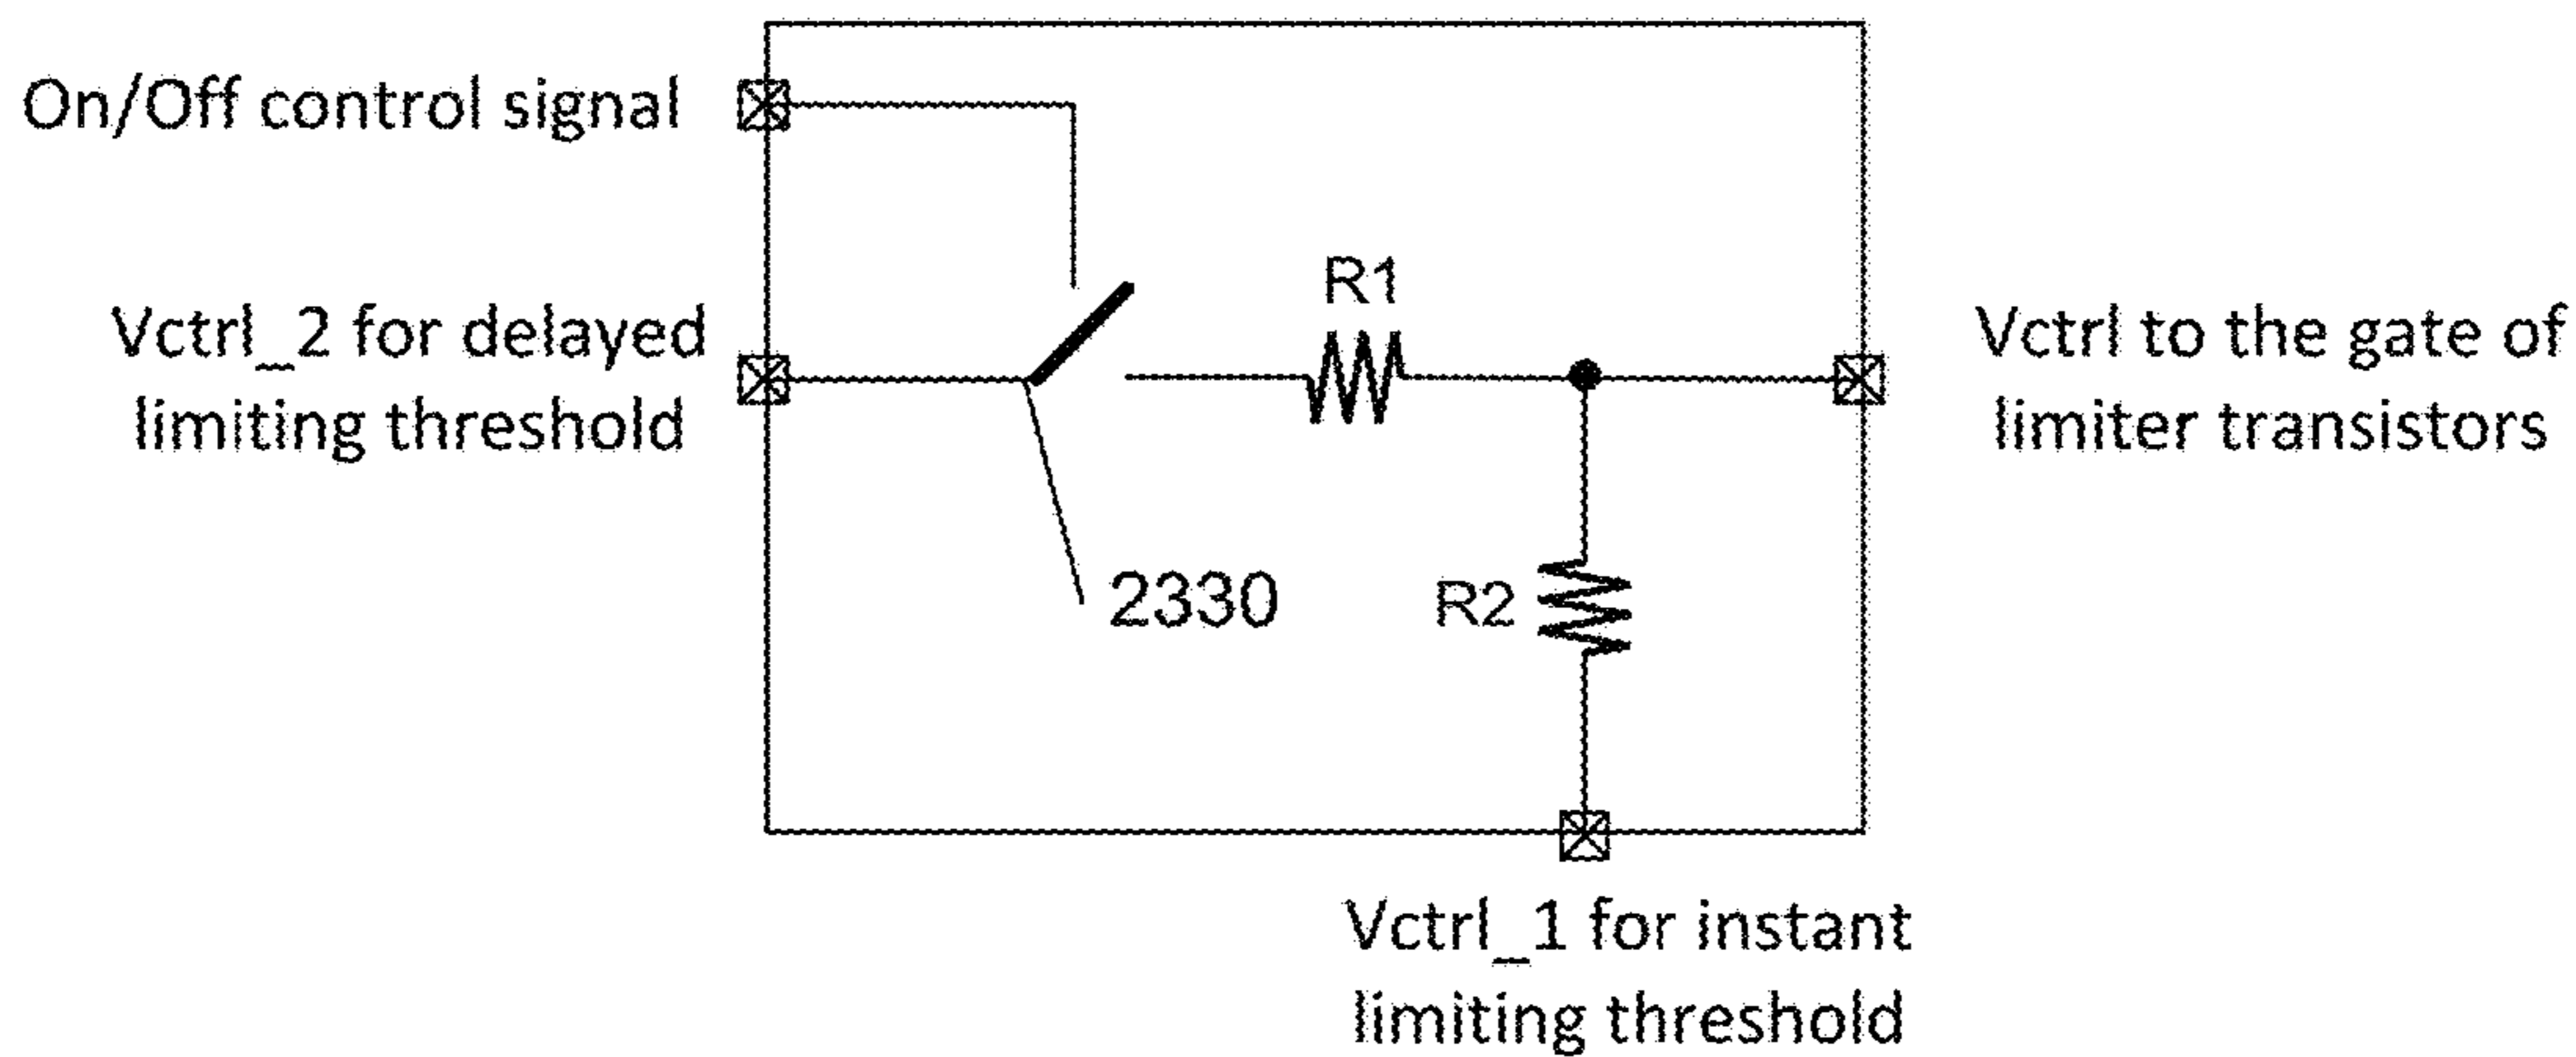 On/Off control signal
R1
Vctrl_2 for delayed
limiting threshold
Vctrl to the gate of
limiter transistors
2330
R2
Vctrl_1 for instant
limiting threshold